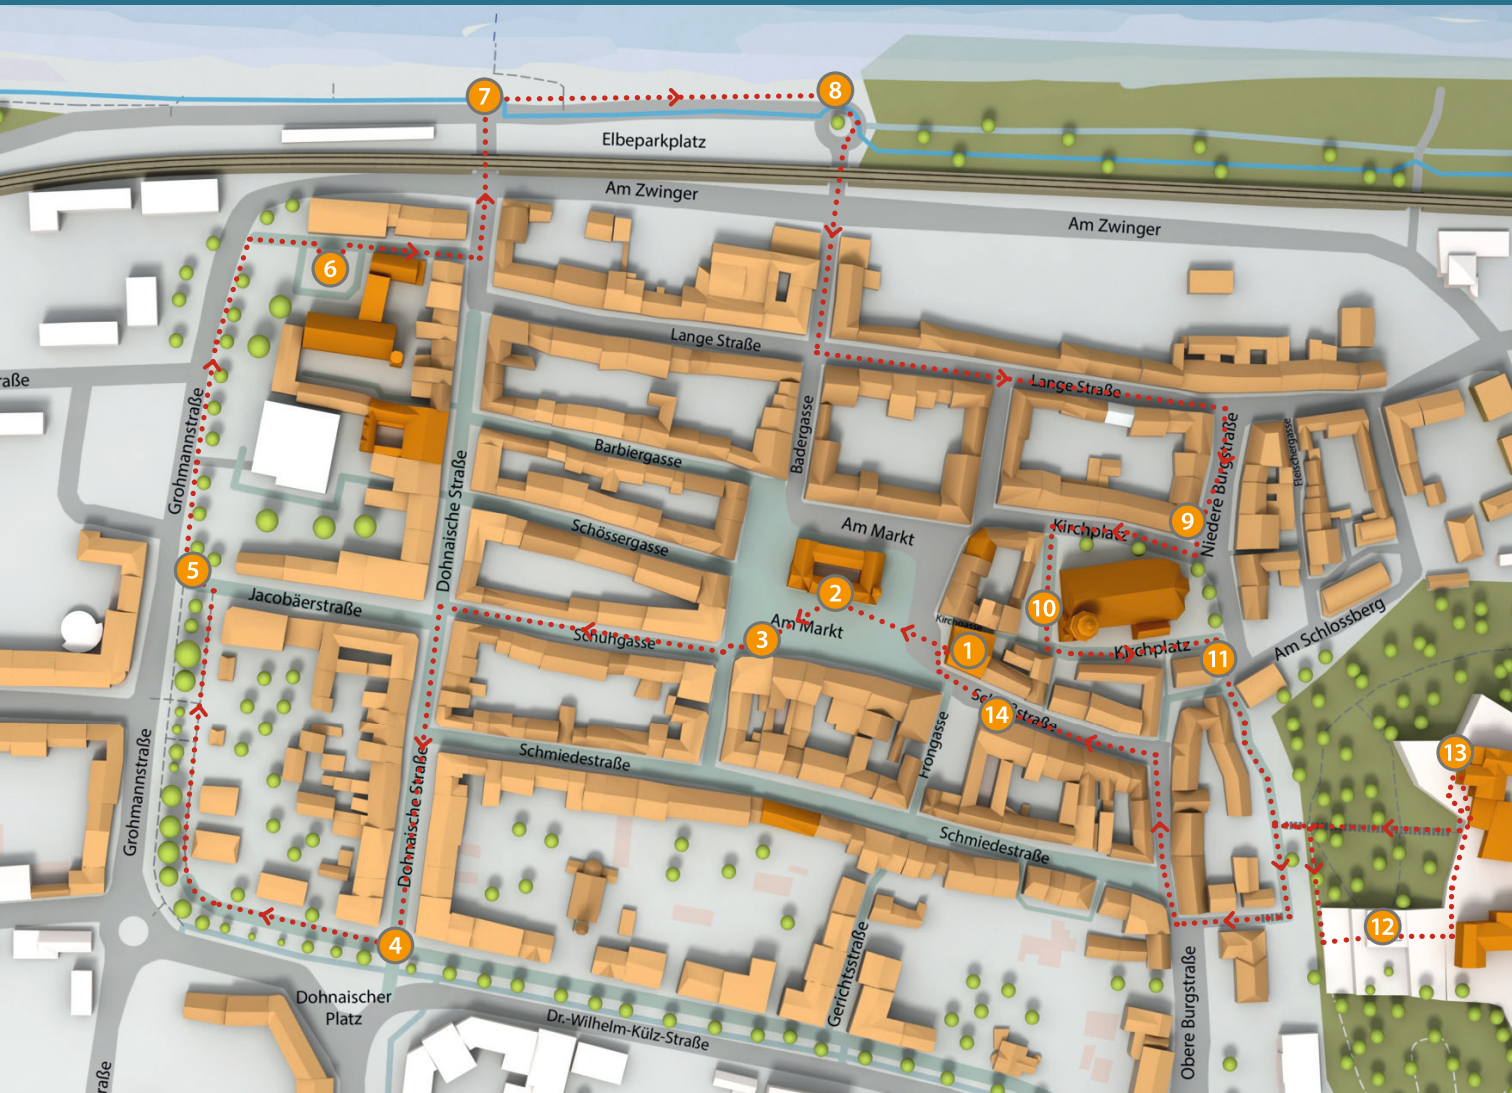 7
8
Elbeparkplatz
Am Zwinger
Am Zwinger
6
Lange Straße
Lange Straße
raße
Grohmannstraße
Badergasse
Barbiergasse
Niedere Burgstraße
Fleischergasse
Dohnaische Straße
Schössergasse
Am Markt
Kirchplatz
9
5
Jacobäerstraße
2
10
Am Markt
Kirchgasse
3
Schuhgasse
1
Kirchplatz
11
Am Schlossberg
14
Frongasse
Schmiedestraße
13
Grohmannstraße
Dohnaische Straße
Schmiedestraße
12
4
Gerichtsstraße
Obere Burgstraße
Dohnaischer
Platz
Dr.-Wilhelm-Külz-Straße
raße